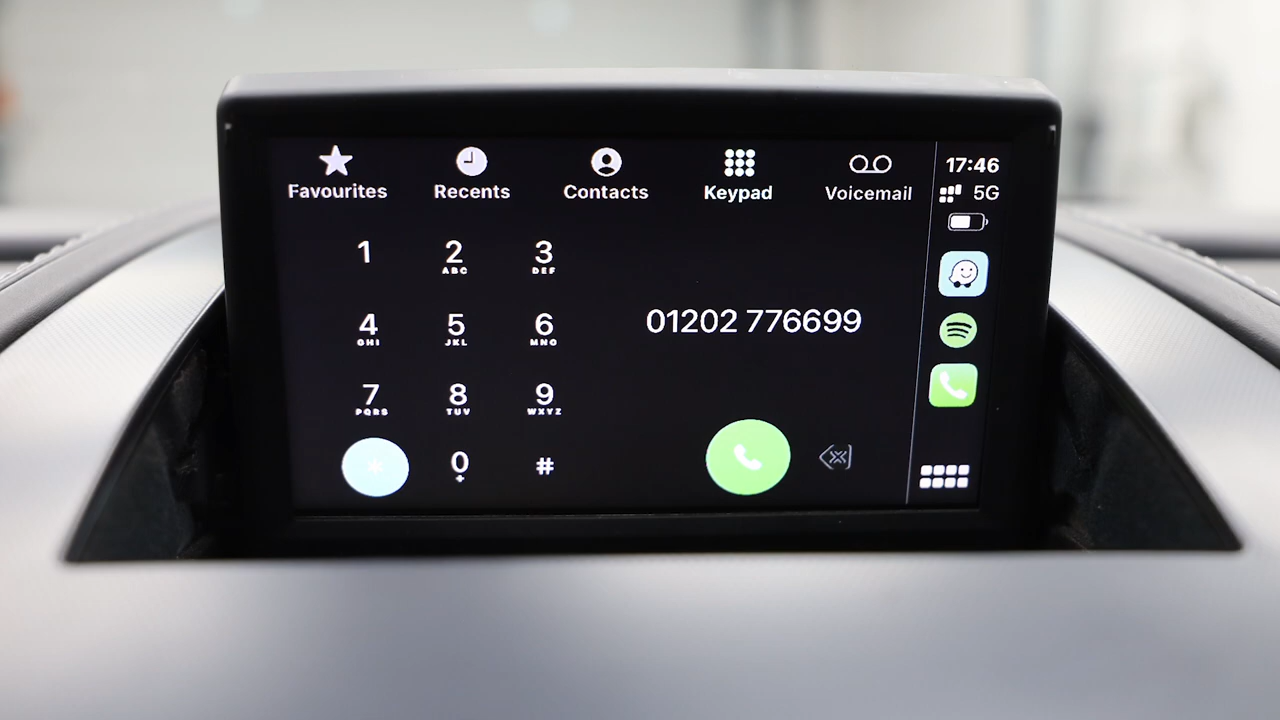 Favourites Recents Contacts Keypad Voicemail
17:46
5G
1 2 3
ABC DEF
4 5 6
GHI JKL MNO
01202 776699
7 8 9
PQRS TUV WXYZ
* 0 #
+